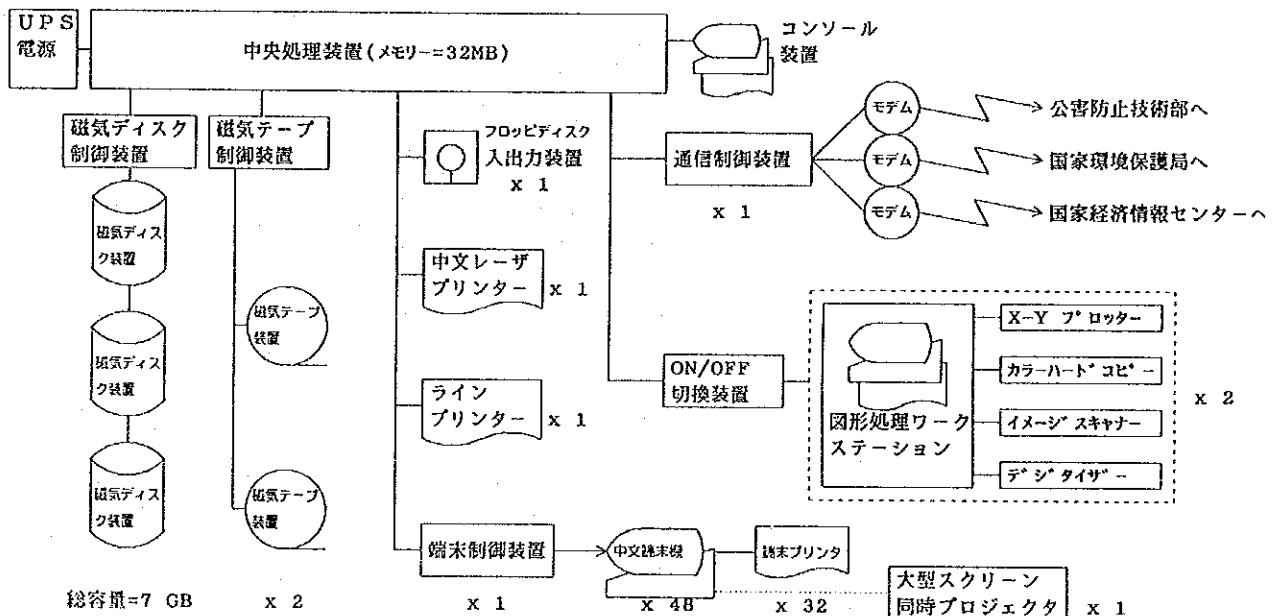 UPS
電源
中央処理装置(メモリー=32MB)
コンソール
装置
磁気ディスク
制御装置
磁気テープ
制御装置
フロッピディスク
入出力装置
x 1
通信制御装置
x 1
モデム
公害防止技術部へ
モデム
国家環境保護局へ
モデム
国家経済情報センターへ
磁気ディス
ク装置
磁気ディス
ク装置
磁気ディス
ク装置
総容量=7 GB
磁気テープ
装置
磁気テープ
装置
x 2
中文レーザ
プリンター
x 1
ライン
プリンター
x 1
ON/OFF
切換装置
図形処理ワーク
ステーション
X-Y プロッター
カラーハードコピー
イメージスキャナー
デジタイザー
x 2
端末制御装置
x 1
中文端末機
x 48
端末プリンタ
x 32
大型スクリーン
同時プロジェクタ
x 1